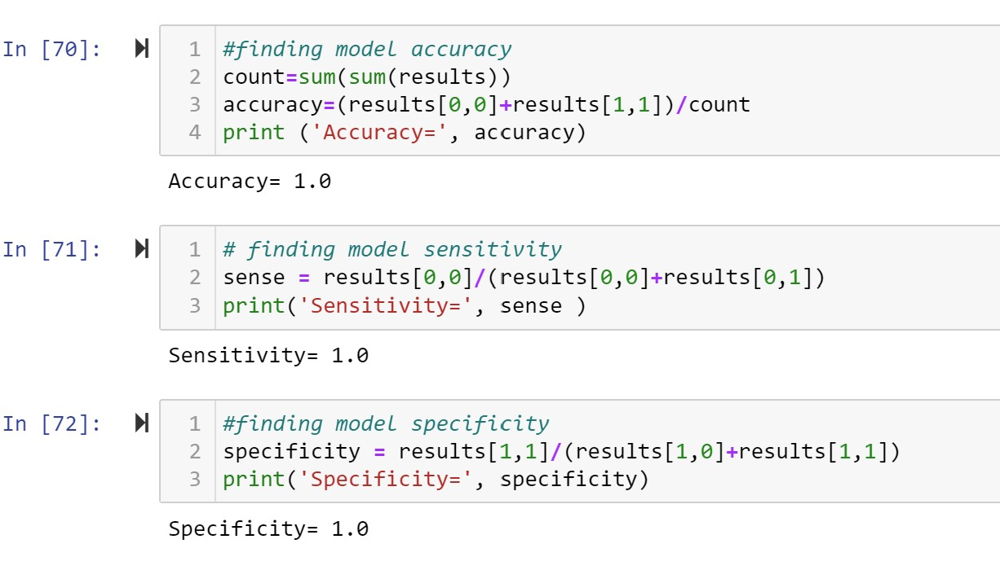 In [70]:
1 #finding model accuracy
2 count=sum(sum(results))
3 accuracy=(results[0,0]+results[1,1])/count
4 print ('Accuracy=', accuracy)
Accuracy= 1.0
In [71]:
1 # finding model sensitivity
2 sense = results[0,0]/(results[0,0]+results[0,1])
3 print('Sensitivity=', sense )
Sensitivity= 1.0
In [72]:
1 #finding model specificity
2 specificity = results[1,1]/(results[1,0]+results[1,1])
3 print('Specificity=', specificity)
Specificity= 1.0